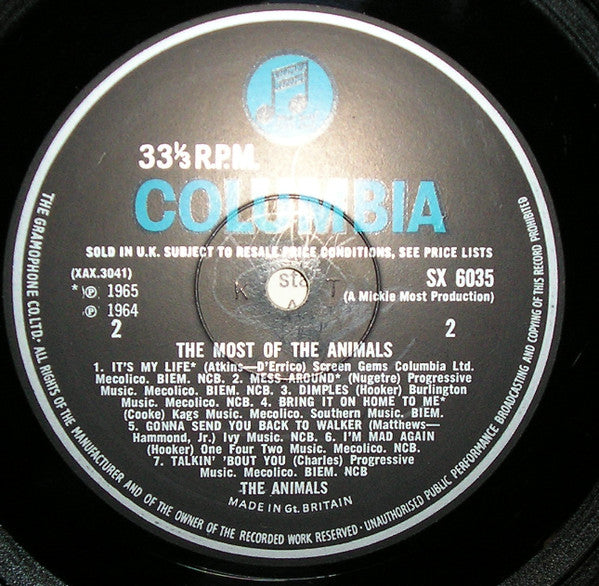 33⅓ R.P.M.
COLUMBIA
SOLD IN U.K. SUBJECT TO RESALE PRICE CONDITIONS, SEE PRICE LISTS
(XAX.3041)
SX 6035
* Ⓟ 1965
(A Mickie Most Production)
Ⓟ 1964
K T
2
2
THE MOST OF THE ANIMALS
1. IT'S MY LIFE* (Atkins—D'Errico) Screen Gems Columbia Ltd.
Mecolico. BIEM. NCB. 2. MESS AROUND* (Nugetre) Progressive
Music. Mecolico. BIEM. NCB. 3. DIMPLES (Hooker) Burlington
Music. Mecolico. NCB. 4. BRING IT ON HOME TO ME*
(Cooke) Kags Music. Mecolico. Southern Music. BIEM.
5. GONNA SEND YOU BACK TO WALKER (Matthews—
Hammond, Jr.) Ivy Music. NCB. 6. I'M MAD AGAIN
(Hooker) One Four Two Music. Mecolico. NCB.
7. TALKIN' 'BOUT YOU (Charles) Progressive
Music. Mecolico. BIEM. NCB
THE ANIMALS
MADE IN Gt. BRITAIN
THE GRAMOPHONE CO. LTD. · ALL RIGHTS OF THE MANUFACTURER AND OF THE OWNER OF THE RECORDED WORK RESERVED · UNAUTHORISED PUBLIC PERFORMANCE BROADCASTING AND COPYING OF THIS RECORD PROHIBITED